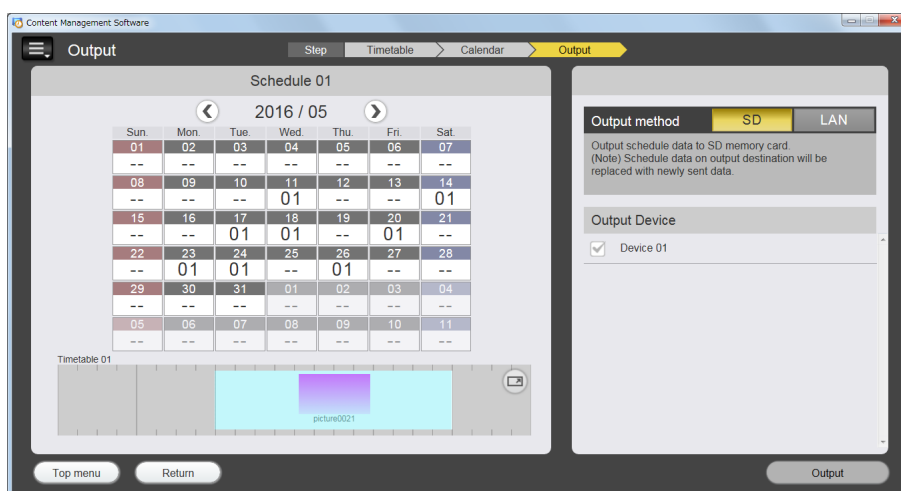 Content Management Software
Output
Step Timetable Calendar Output
Schedule 01
2016 / 05
Sun. Mon. Tue. Wed. Thu. Fri. Sat.
01 02 03 04 05 06 07
-- -- -- -- -- -- --
08 09 10 11 12 13 14
-- -- -- 01 -- -- 01
15 16 17 18 19 20 21
-- -- 01 01 -- 01 --
22 23 24 25 26 27 28
-- 01 01 -- 01 -- --
29 30 31 01 02 03 04
-- -- -- -- -- -- --
05 06 07 08 09 10 11
-- -- -- -- -- -- --
Timetable 01
picture0021
Output method SD LAN
Output schedule data to SD memory card.
(Note) Schedule data on output destination will be
replaced with newly sent data.
Output Device
Device 01
Top menu Return Output